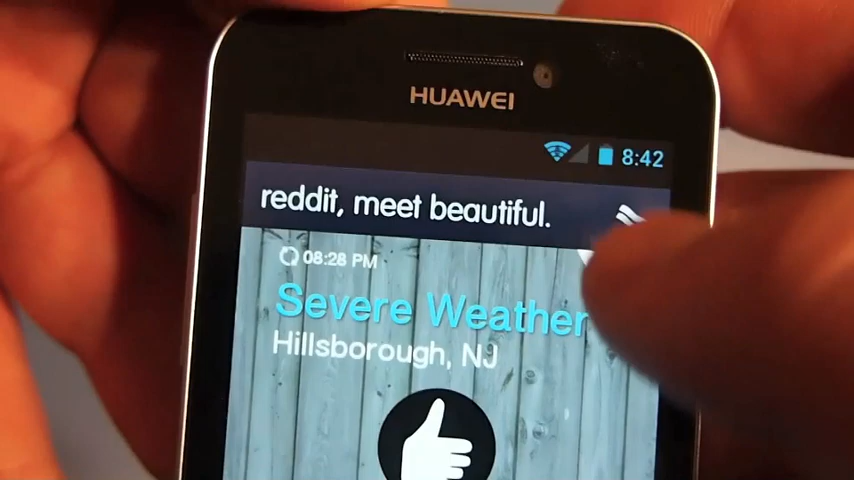 HUAWEI
8:42
reddit, meet beautiful.
08:28 PM
Severe Weather
Hillsborough, NJ